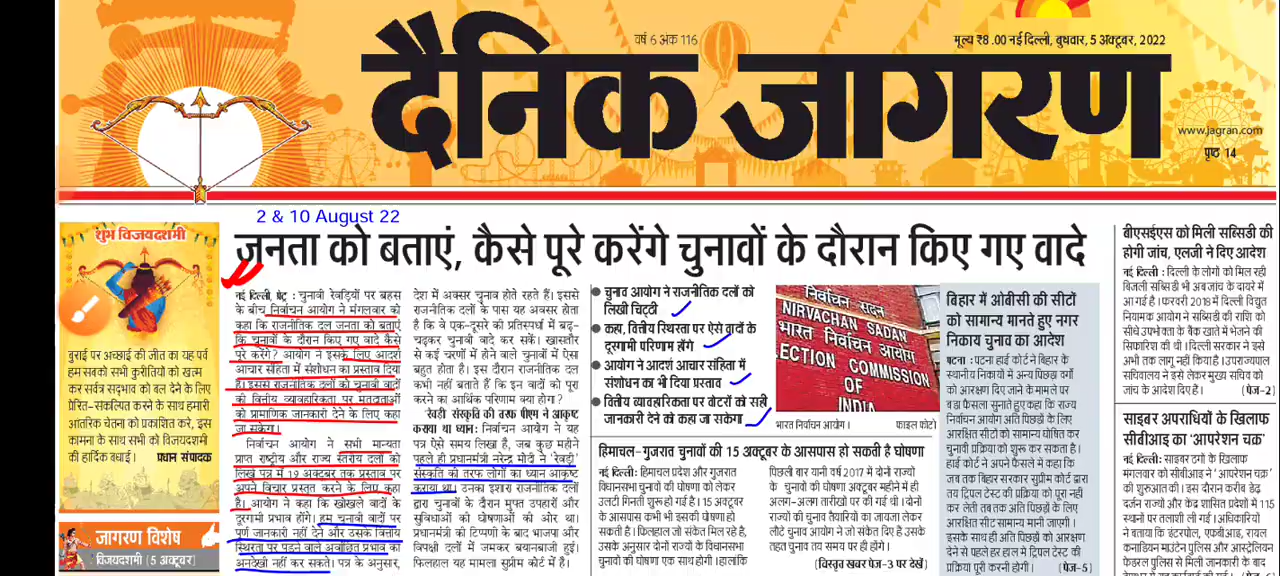 वर्ष 6 अंक 116
मूल्य ₹8.00 नई दिल्ली, बुधवार, 5 अक्टूबर, 2022
दैनिक जागरण
www.jagran.com
पृष्ठ 14
2 & 10 August 22
जनता को बताएं, कैसे पूरे करेंगे चुनावों के दौरान किए गए वादे
शुभ विजयदशमी
बुराई पर अच्छाई की जीत का यह पर्व
हम सबको सभी कुरीतियों को खत्म
कर सर्वत्र सद्भाव को बल देने के लिए
प्रेरित-संकल्पित करने के साथ हमारी
आंतरिक चेतना को प्रकाशित करे, इस
कामना के साथ सभी को विजयदशमी
की हार्दिक बधाई। प्रधान संपादक
जागरण विशेष
विजयदशमी (5 अक्टूबर)
नई दिल्ली, प्रेट्र : चुनावी रेवड़ियों पर बहस
के बीच निर्वाचन आयोग ने मंगलवार को
कहा कि राजनीतिक दल जनता को बताएं
कि चुनावों के दौरान किए गए वादे कैसे
पूरे करेंगे? आयोग ने इसके लिए आदर्श
आचार संहिता में संशोधन का प्रस्ताव दिया
है। इससे राजनीतिक दलों को चुनावी वादों
की वित्तीय व्यावहारिकता पर मतदाताओं
को प्रामाणिक जानकारी देने के लिए कहा
जा सकेगा।
निर्वाचन आयोग ने सभी मान्यता
प्राप्त राष्ट्रीय और राज्य स्तरीय दलों को
लिखे पत्र में 19 अक्टूबर तक प्रस्ताव पर
अपने विचार प्रस्तुत करने के लिए कहा
है। आयोग ने कहा कि खोखले वादों के
दूरगामी प्रभाव होंगे। हम चुनावी वादों पर
पूर्ण जानकारी नहीं देने और उसके वित्तीय
स्थिरता पर पड़ने वाले अवांछित प्रभाव की
अनदेखी नहीं कर सकते। पत्र के अनुसार,
देश में अक्सर चुनाव होते रहते हैं। इससे
राजनीतिक दलों के पास यह अवसर होता
है कि वे एक-दूसरे की प्रतिस्पर्धा में बढ़-
चढ़कर चुनावी वादे कर सकें। खासतौर
से कई चरणों में होने वाले चुनावों में ऐसा
बहुत होता है। इस दौरान राजनीतिक दल
कभी नहीं बताते हैं कि इन वादों को पूरा
करने का आर्थिक परिणाम क्या होगा?
रेवड़ी संस्कृति की तरफ पीएम ने आकृष्ट
कराया था ध्यान: निर्वाचन आयोग ने यह
पत्र ऐसे समय लिखा है, जब कुछ महीने
पहले ही प्रधानमंत्री नरेन्द्र मोदी ने 'रेवड़ी'
संस्कृति की तरफ लोगों का ध्यान आकृष्ट
कराया था। उनका इशारा राजनीतिक दलों
द्वारा चुनावों के दौरान मुफ्त उपहारों और
सुविधाओं की घोषणाओं की ओर था।
प्रधानमंत्री की टिप्पणी के बाद भाजपा और
विपक्षी दलों में जमकर बयानबाजी हुई।
फिलहाल यह मामला सुप्रीम कोर्ट में है।
● चुनाव आयोग ने राजनीतिक दलों को
लिखी चिट्ठी
● कहा, वित्तीय स्थिरता पर ऐसे वादों के
दूरगामी परिणाम होंगे
● आयोग ने आदर्श आचार संहिता में
संशोधन का भी दिया प्रस्ताव
● वित्तीय व्यावहारिकता पर वोटरों को सही
जानकारी देने को कहा जा सकेगा
निर्वाचन सदन
NIRVACHAN SADAN
भारत निर्वाचन आयोग
ELECTION COMMISSION
OF
INDIA
भारत निर्वाचन आयोग। फाइल फोटो
हिमाचल-गुजरात चुनावों की 15 अक्टूबर के आसपास हो सकती है घोषणा
नई दिल्ली: हिमाचल प्रदेश और गुजरात
विधानसभा चुनावों की घोषणा को लेकर
उलटी गिनती शुरू हो गई है। 15 अक्टूबर
के आसपास कभी भी इसकी घोषणा हो
सकती है। फिलहाल जो संकेत मिल रहे है,
उसके अनुसार दोनों राज्यों के विधानसभा
चुनावों की घोषणा एक साथ होगी। हालांकि
पिछली बार यानी वर्ष 2017 में दोनों राज्यों
के चुनावों की घोषणा अक्टूबर महीने में ही
अलग-अलग तारीखों पर की गई थी। दोनों
राज्यों की चुनाव तैयारियों का जायजा लेकर
लौटे चुनाव आयोग ने जो संकेत दिए है उसके
तहत चुनाव तय समय पर ही होंगे।
(विस्तृत खबर पेज-3 पर देखें)
बिहार में ओबीसी की सीटों
को सामान्य मानते हुए नगर
निकाय चुनाव का आदेश
पटना : पटना हाई कोर्ट ने बिहार के
स्थानीय निकायों में अन्य पिछड़ा वर्गो
को आरक्षण दिए जाने के मामले पर
बड़ा फैसला सुनाते हुए कहा कि राज्य
निर्वाचन आयोग अति पिछड़ों के लिए
आरक्षित सीटों को सामान्य घोषित कर
चुनावी प्रक्रिया को शुरू कर सकता है।
हाई कोर्ट ने अपने फैसले मे कहा कि
जब तक बिहार सरकार सुप्रीम कोर्ट द्वारा
तय ट्रिपल टेस्ट की प्रक्रिया को पूरा नहीं
कर लेती तब तक अति पिछड़ों के लिए
आरक्षित सीट सामान्य मानी जाएगी।
इसके साथ ही अति पिछड़ों को आरक्षण
देने से पहले हर हाल मे ट्रिपल टेस्ट की
प्रक्रिया पूरी करनी होगी। (पेज-5)
बीएसईएस को मिली सब्सिडी की
होगी जांच, एलजी ने दिए आदेश
नई दिल्ली : दिल्ली के लोगों को मिल रही
बिजली सब्सिडी भी अब जांच के दायरे में
आ गई है। फरवरी 2018 में दिल्ली विद्युत
नियामक आयोग ने सब्सिडी की राशि को
सीधे उपभोक्ता के बैंक खाते में भेजने की
सिफारिश की थी। दिल्ली सरकार ने इसे
अभी तक लागू नहीं किया है। उपराज्यपाल
सचिवालय ने इसे लेकर मुख्य सचिव को
जांच के आदेश दिए हैं। (पेज-2)
साइबर अपराधियों के खिलाफ
सीबीआइ का 'आपरेशन चक्र'
नई दिल्ली : साइबर ठगों के खिलाफ
मंगलवार को सीबीआइ ने 'आपरेशन चक्र'
की शुरुआत की। इस दौरान करीब डेढ़
दर्जन राज्यों और केंद्र शासित प्रदेशों मे 115
स्थानों पर तलाशी ली गई। अधिकारियों
ने बताया कि इंटरपोल, एफबीआइ, रायल
कनाडियन माउंटेन पुलिस और आस्ट्रेलियन
फेडरल पुलिस से मिली जानकारी के बाद